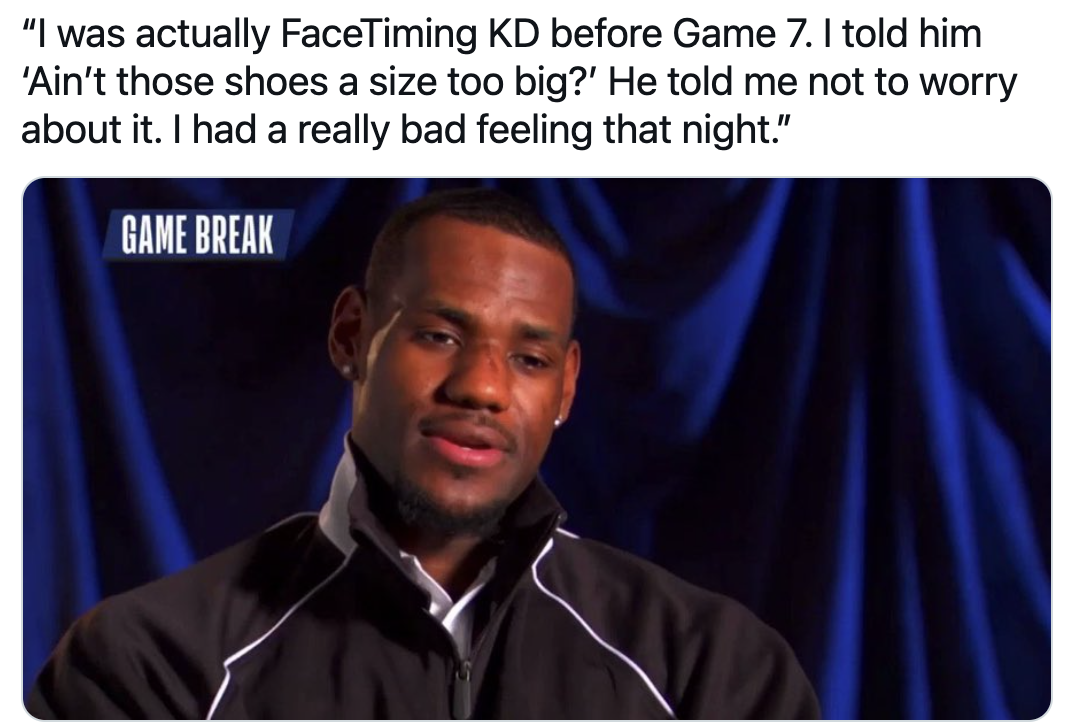 “I was actually FaceTiming KD before Game 7. I told him
‘Ain’t those shoes a size too big?’ He told me not to worry
about it. I had a really bad feeling that night.”
GAME BREAK